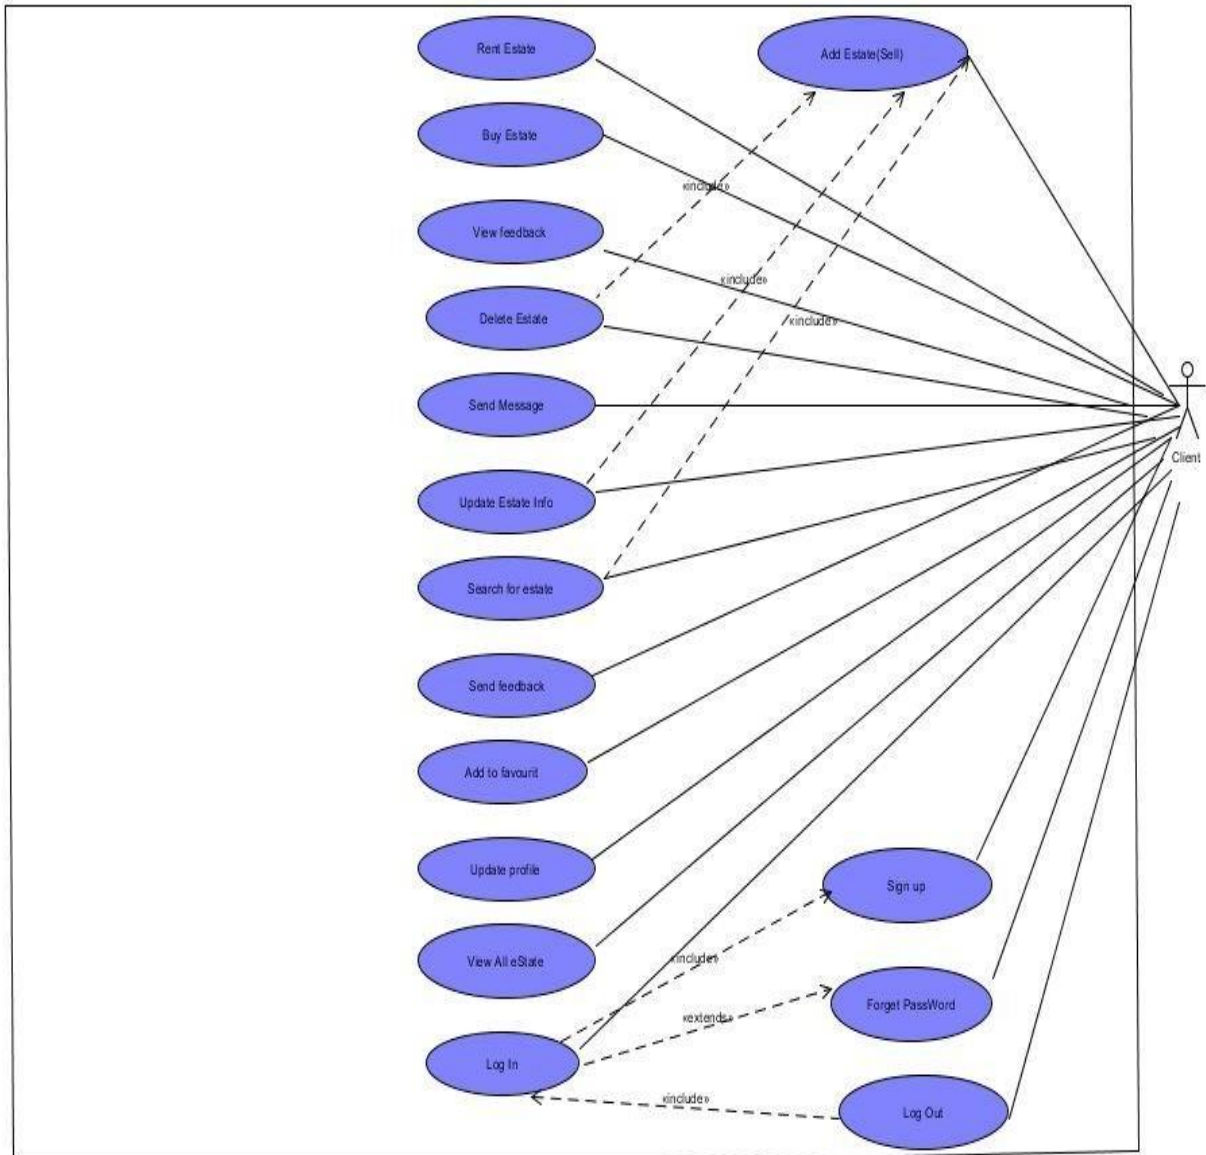 Rent Estate
Add Estate(Sell)
Buy Estate
«include»
View feedback
«include»
Delete Estate
«include»
Send Message
Client
Update Estate Info
Search for estate
Send feedback
Add to favourit
Update profile
Sign up
View All eState
«include»
Forget PassWord
«extends»
Log In
«include»
Log Out